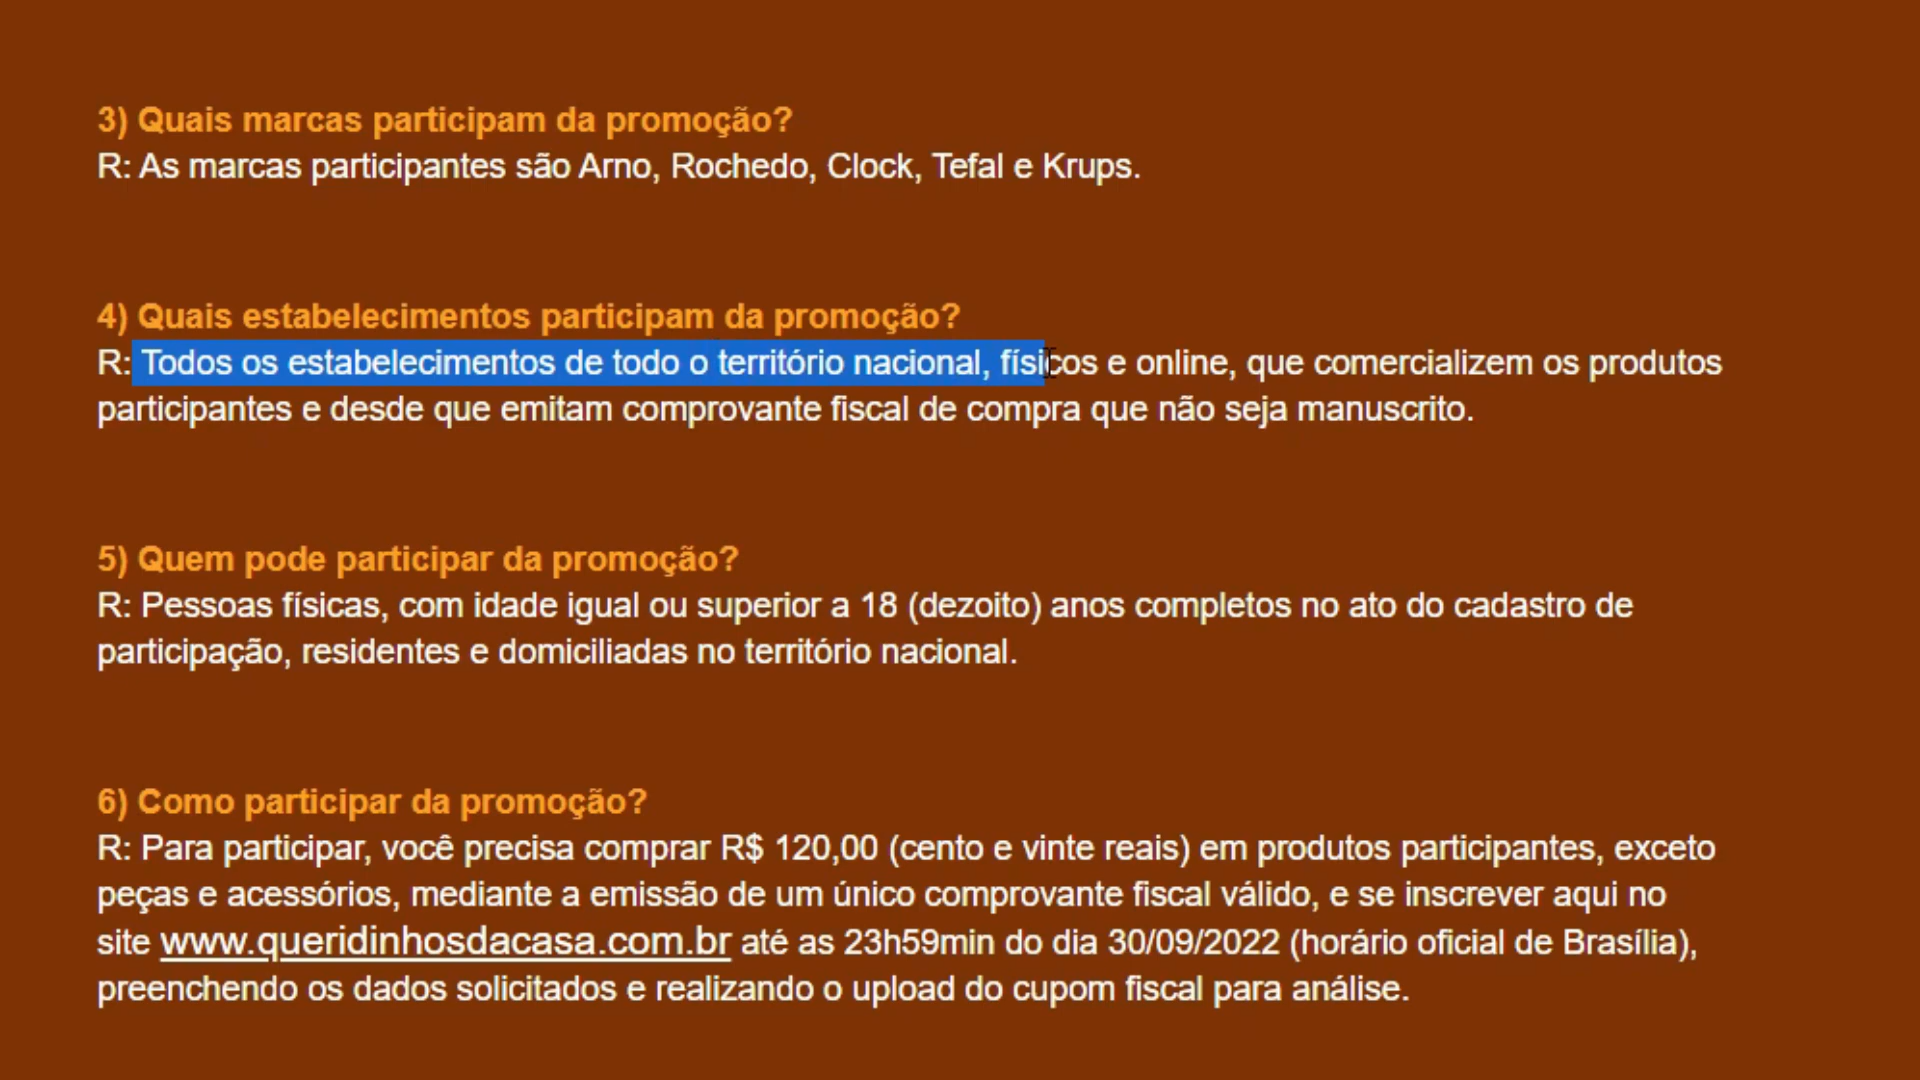 3) Quais marcas participam da promoção?
R: As marcas participantes são Arno, Rochedo, Clock, Tefal e Krups.
4) Quais estabelecimentos participam da promoção?
R: Todos os estabelecimentos de todo o território nacional, físicos e online, que comercializem os produtos
participantes e desde que emitam comprovante fiscal de compra que não seja manuscrito.
5) Quem pode participar da promoção?
R: Pessoas físicas, com idade igual ou superior a 18 (dezoito) anos completos no ato do cadastro de
participação, residentes e domiciliadas no território nacional.
6) Como participar da promoção?
R: Para participar, você precisa comprar R$ 120,00 (cento e vinte reais) em produtos participantes, exceto
peças e acessórios, mediante a emissão de um único comprovante fiscal válido, e se inscrever aqui no
site www.queridinhosdacasa.com.br até as 23h59min do dia 30/09/2022 (horário oficial de Brasília),
preenchendo os dados solicitados e realizando o upload do cupom fiscal para análise.